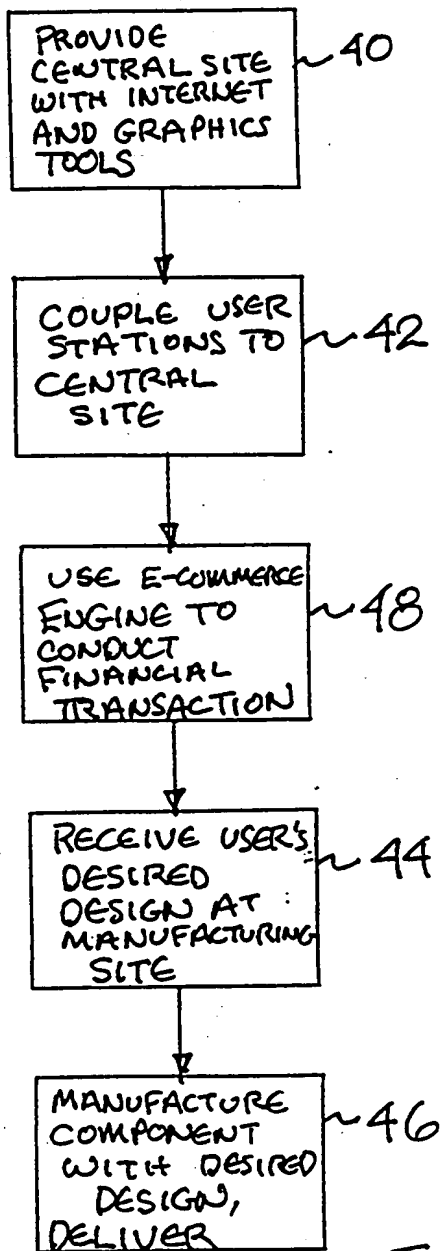 PROVIDE
CENTRAL SITE
WITH INTERNET
AND GRAPHICS
TOOLS
40
COUPLE USER
STATIONS TO
CENTRAL
SITE
42
USE E-COMMERCE
ENGINE TO
CONDUCT
FINANCIAL
TRANSACTION
48
RECEIVE USER'S
DESIRED
DESIGN AT
MANUFACTURING
SITE
44
MANUFACTURE
COMPONENT
WITH DESIRED
DESIGN,
DELIVER
46